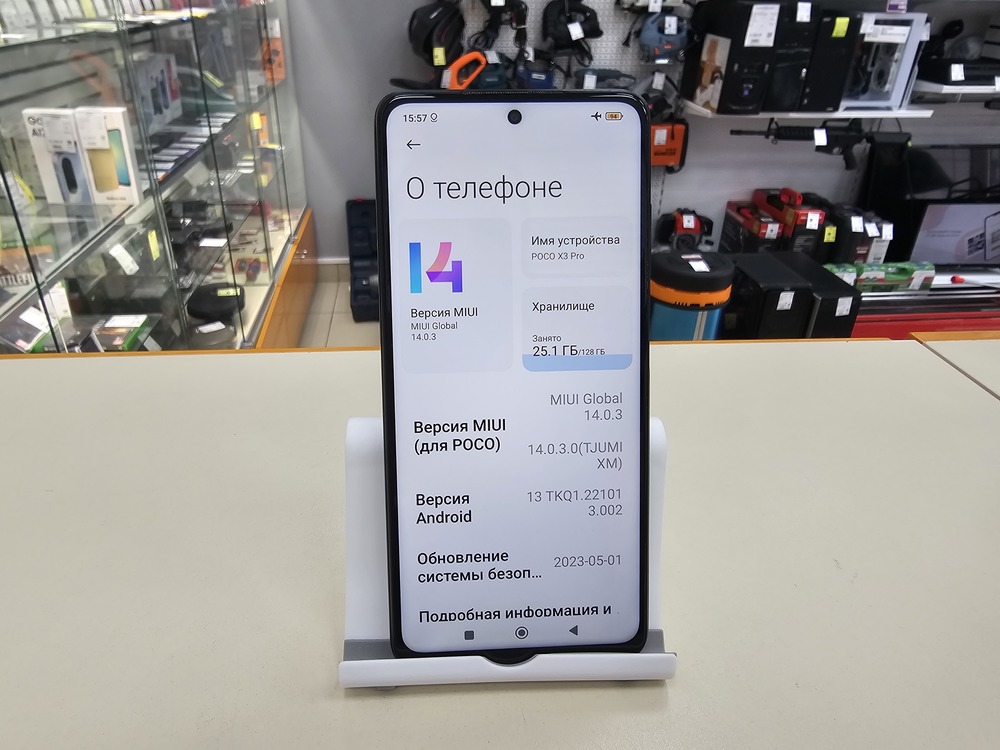 15:57
94
О телефоне
14
Версия MIUI
MIUI Global
14.0.3
Имя устройства
POCO X3 Pro
Хранилище
Занято
25.1 ГБ/128 ГБ
Версия MIUI
(для POCO)
MIUI Global
14.0.3
14.0.3.0(TJUMI
XM)
Версия
Android
13 TKQ1.22101
3.002
Обновление
системы безоп...
2023-05-01
Подробная информация и